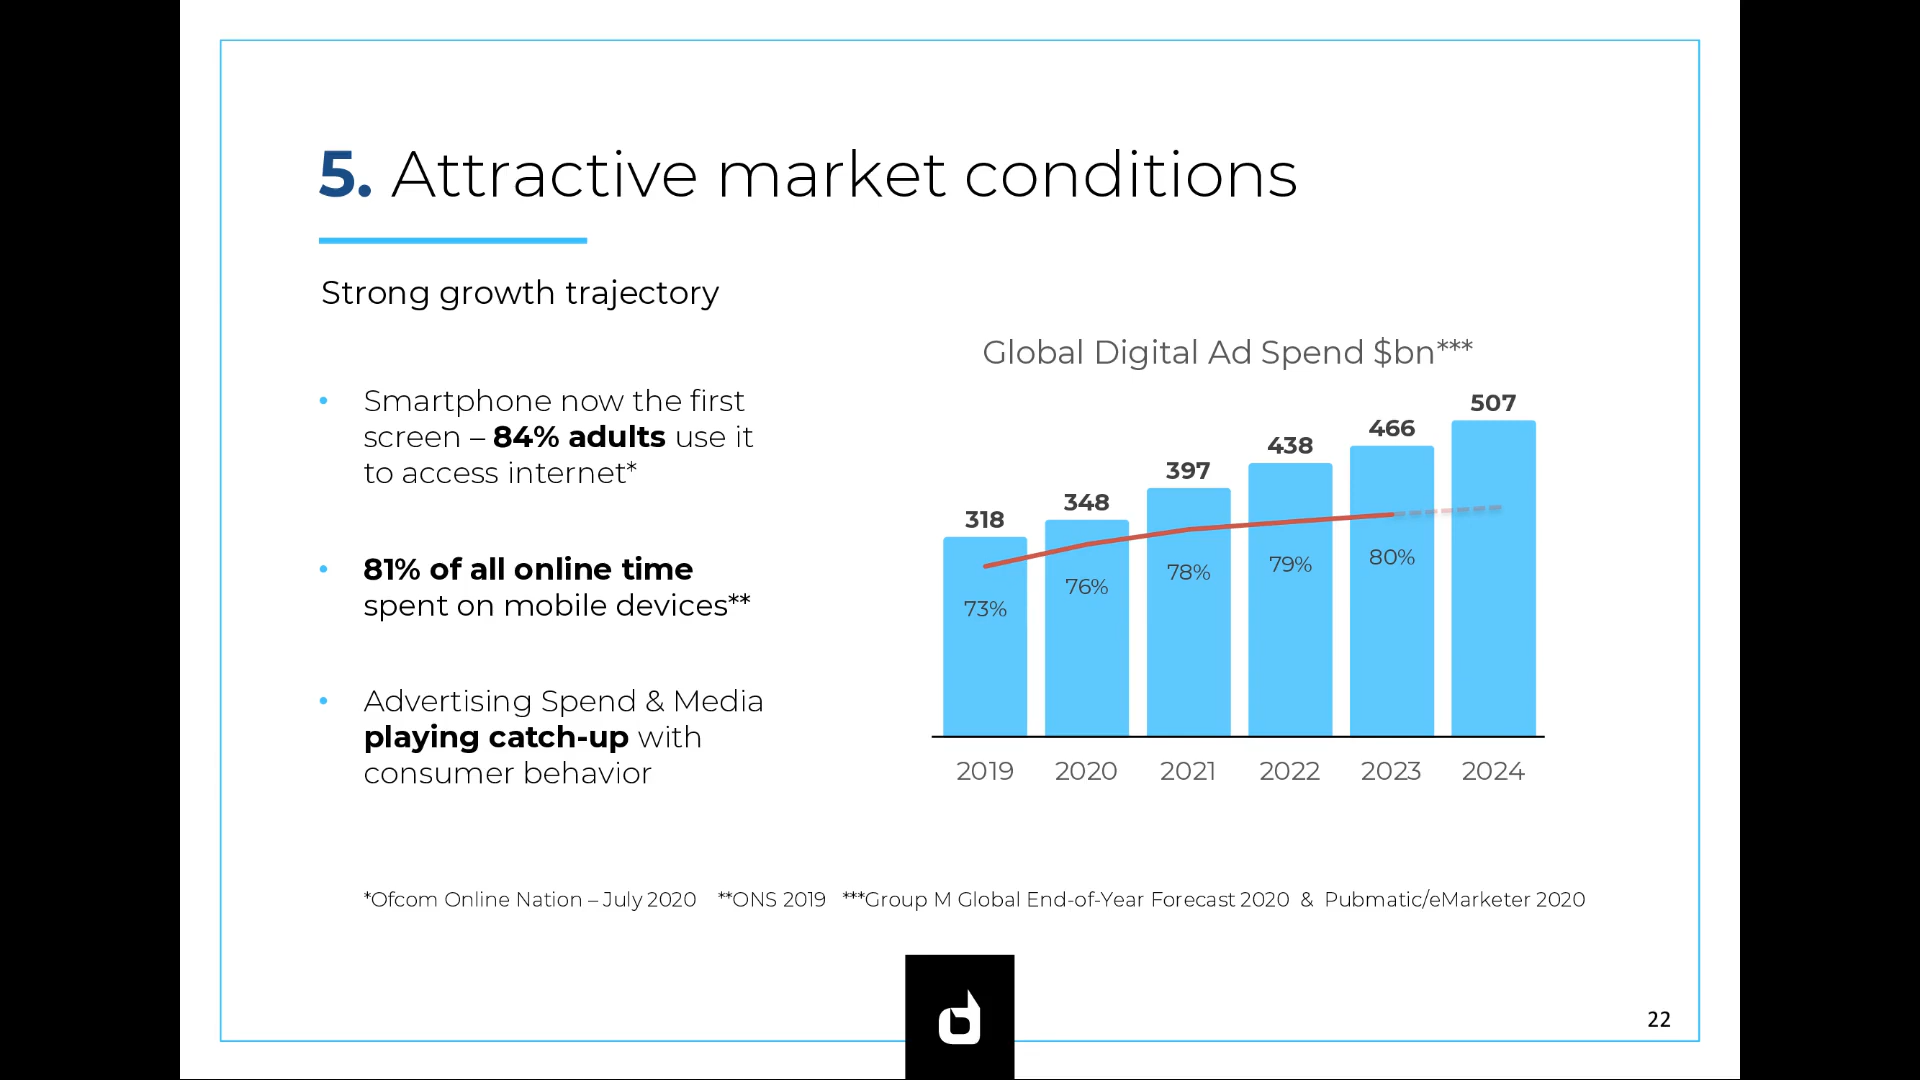 5. Attractive market conditions
Strong growth trajectory
• Smartphone now the first
screen – 84% adults use it
to access internet*
• 81% of all online time
spent on mobile devices**
• Advertising Spend & Media
playing catch-up with
consumer behavior
Global Digital Ad Spend $bn***
318 348 397 438 466 507
73% 76% 78% 79% 80%
2019 2020 2021 2022 2023 2024
*Ofcom Online Nation – July 2020 **ONS 2019 ***Group M Global End-of-Year Forecast 2020 & Pubmatic/eMarketer 2020
22